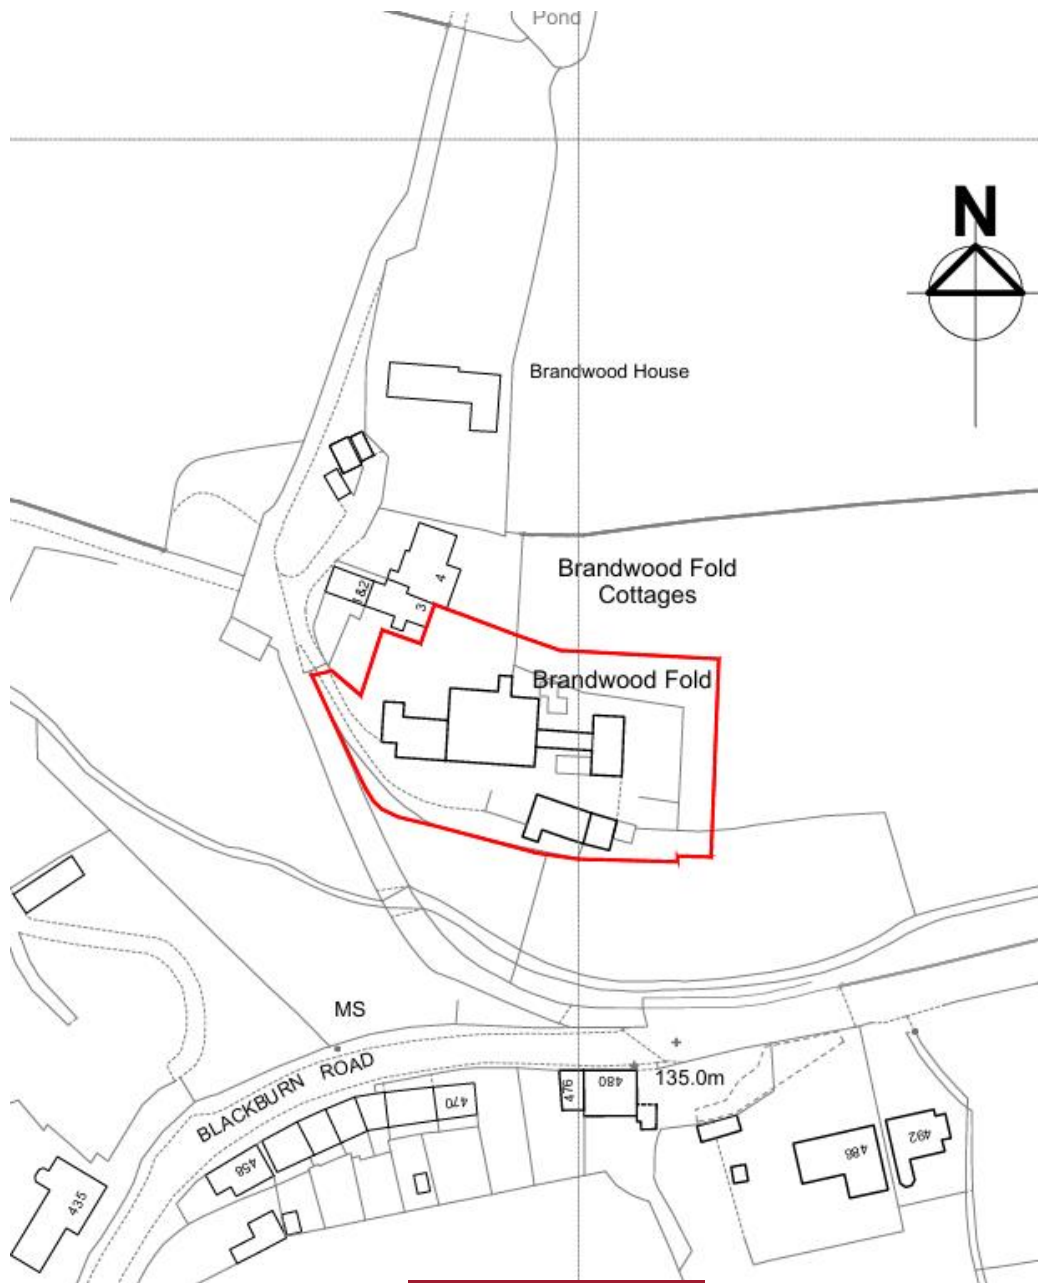 Pond
N
Brandwood House
Brandwood Fold
Cottages
4
1&2
3
Brandwood Fold
MS
BLACKBURN ROAD
135.0m
476
480
470
458
435
486
492